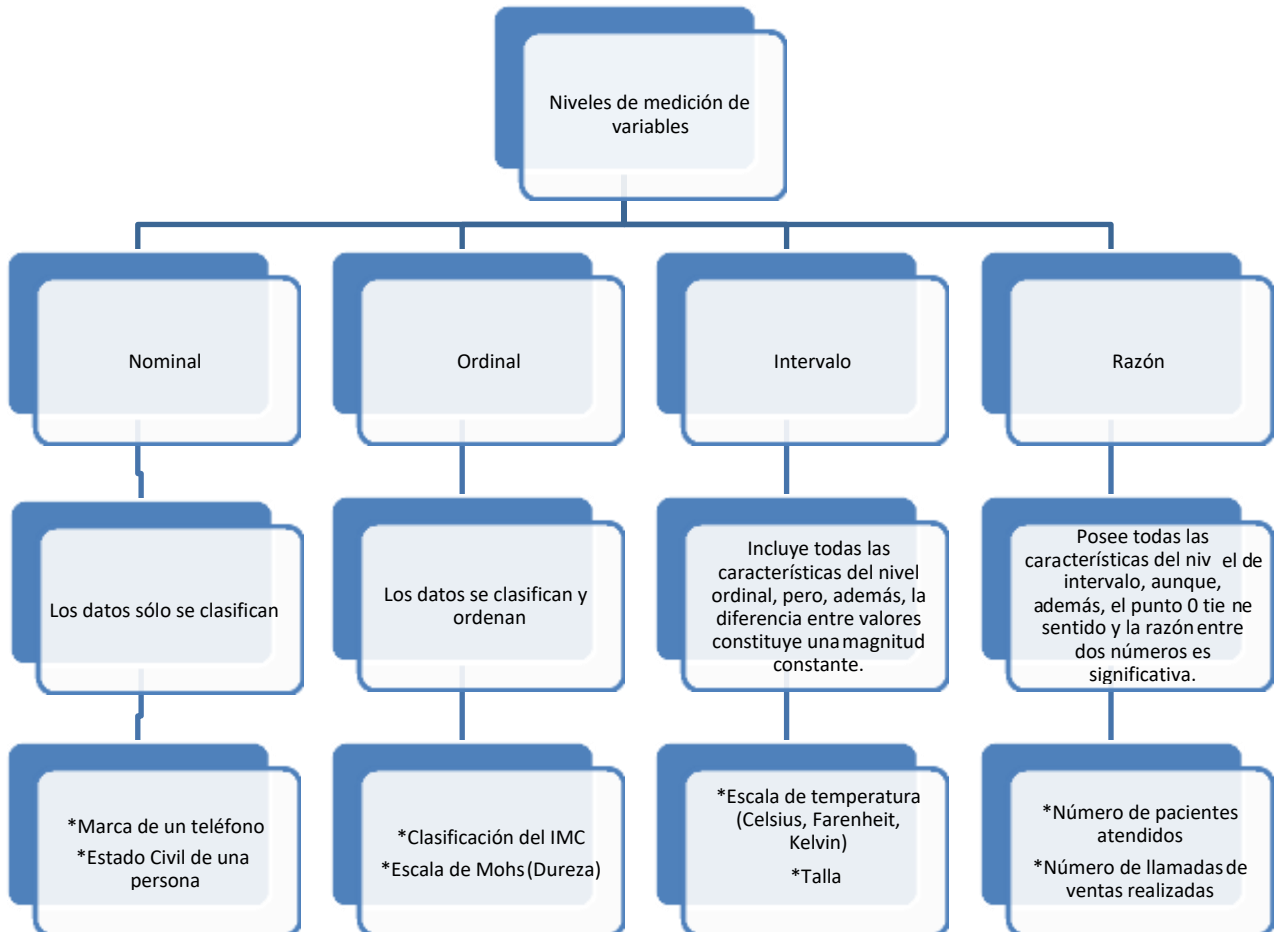 Niveles de medición de
variables
Nominal
Ordinal
Intervalo
Razón
Los datos sólo se clasifican
Los datos se clasifican y
ordenan
Incluye todas las
características del nivel
ordinal, pero, además, la
diferencia entre valores
constituye una magnitud
constante.
Posee todas las
características del niv el de
intervalo, aunque,
además, el punto 0 tie ne
sentido y la razón entre
dos números es
significativa.
*Marca de un teléfono
*Estado Civil de una
persona
*Clasificación del IMC
*Escala de Mohs (Dureza)
*Escala de temperatura
(Celsius, Farenheit,
Kelvin)
*Talla
*Número de pacientes
atendidos
*Número de llamadas de
ventas realizadas